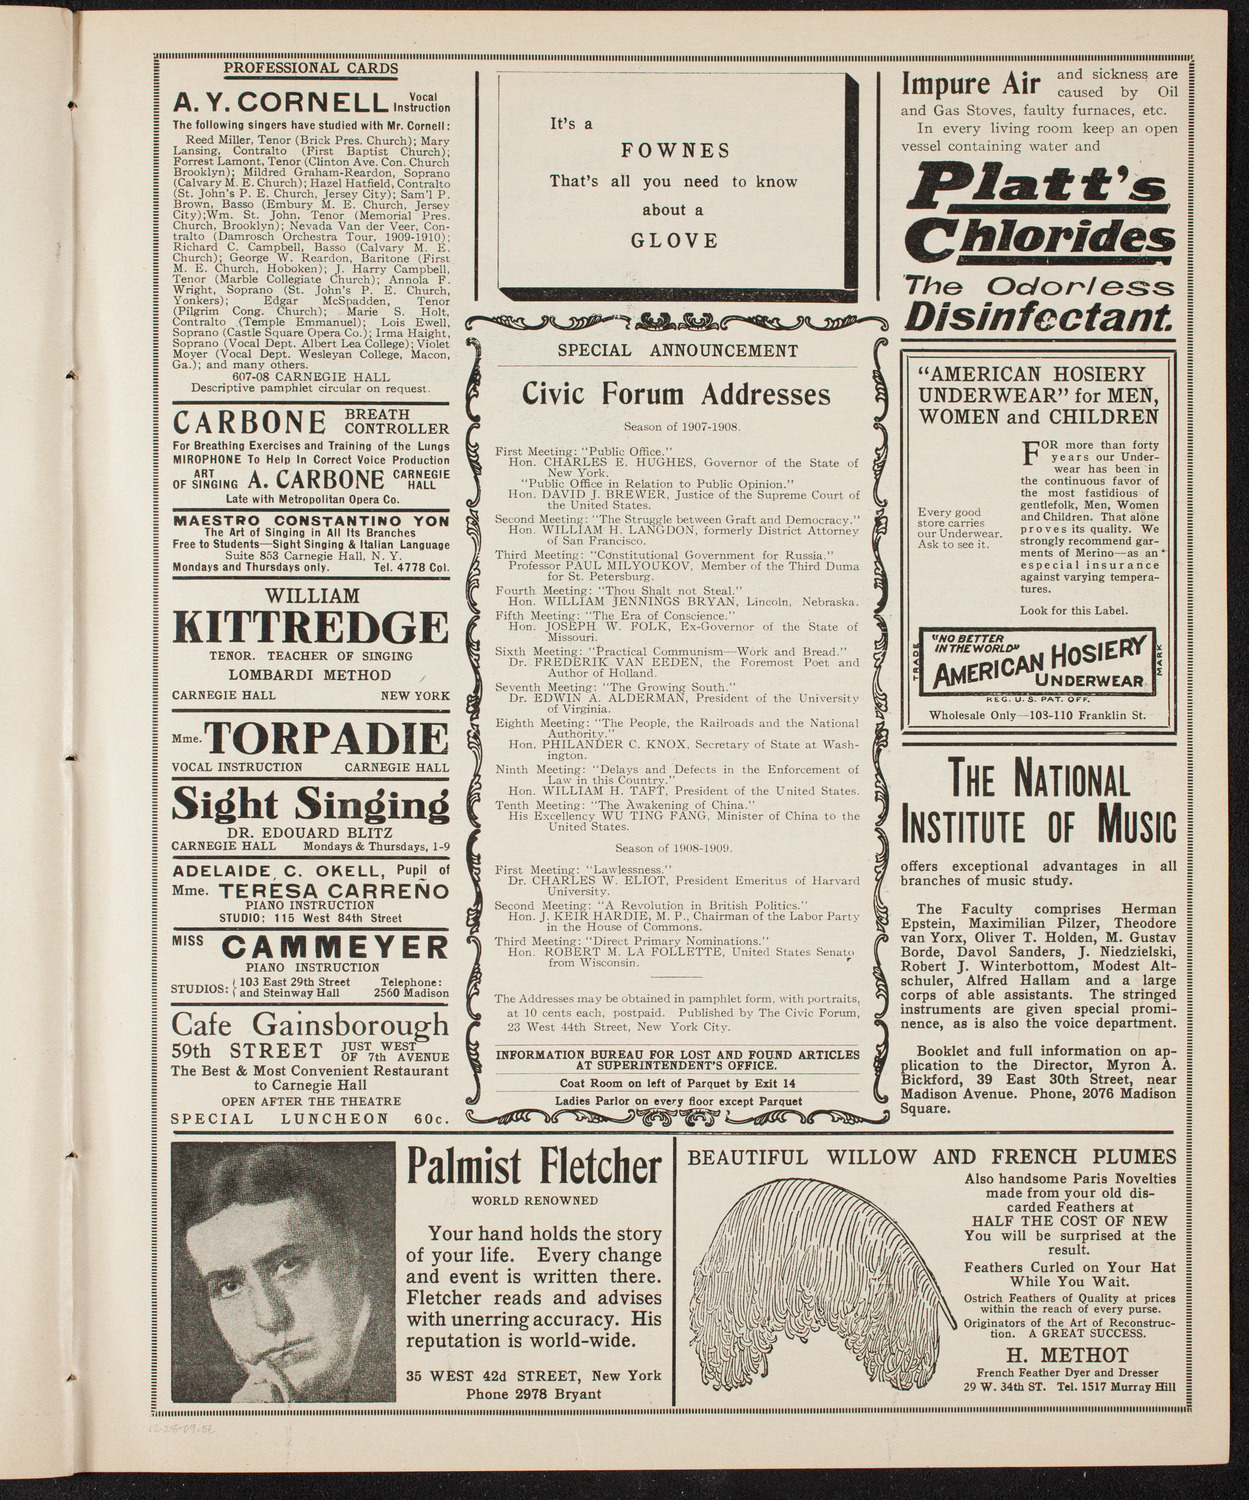 PROFESSIONAL CARDS
A. Y. CORNELL Vocal Instruction
The following singers have studied with Mr. Cornell:
Reed Miller, Tenor (Brick Pres. Church); Mary
Lansing, Contralto (First Baptist Church);
Forrest Lamont, Tenor (Clinton Ave. Con. Church
Brooklyn); Mildred Graham-Reardon, Soprano
(Calvary M. E. Church); Hazel Hatfield, Contralto
(St. John's P. E. Church, Jersey City); Sam'l P.
Brown, Basso (Embury M. E. Church, Jersey
City);Wm. St. John, Tenor (Memorial Pres.
Church, Brooklyn); Nevada Van der Veer, Con-
tralto (Damrosch Orchestra Tour, 1909-1910);
Richard C. Campbell, Basso (Calvary M. E.
Church); George W. Reardon, Baritone (First
M. E. Church, Hoboken); J. Harry Campbell,
Tenor (Marble Collegiate Church); Annola F.
Wright, Soprano (St. John's P. E. Church,
Yonkers); Edgar McSpadden, Tenor
(Pilgrim Cong. Church); Marie S. Holt,
Contralto (Temple Emmanuel); Lois Ewell,
Soprano (Castle Square Opera Co.); Irma Haight,
Soprano (Vocal Dept. Albert Lea College); Violet
Moyer (Vocal Dept. Wesleyan College, Macon,
Ga.); and many others.
607-08 CARNEGIE HALL
Descriptive pamphlet circular on request.
CARBONE BREATH CONTROLLER
For Breathing Exercises and Training of the Lungs
MIROPHONE To Help In Correct Voice Production
ART OF SINGING A. CARBONE CARNEGIE HALL
Late with Metropolitan Opera Co.
MAESTRO CONSTANTINO YON
The Art of Singing in All Its Branches
Free to Students—Sight Singing & Italian Language
Suite 853 Carnegie Hall, N. Y.
Mondays and Thursdays only. Tel. 4778 Col.
WILLIAM
KITTREDGE
TENOR. TEACHER OF SINGING
LOMBARDI METHOD
CARNEGIE HALL NEW YORK
Mme. TORPADIE
VOCAL INSTRUCTION CARNEGIE HALL
Sight Singing
DR. EDOUARD BLITZ
CARNEGIE HALL Mondays & Thursdays, 1-9
ADELAIDE C. OKELL, Pupil of
Mme. TERESA CARREÑO
PIANO INSTRUCTION
STUDIO: 115 West 84th Street
MISS CAMMEYER
PIANO INSTRUCTION
STUDIOS: { 103 East 29th Street and Steinway Hall Telephone: 2560 Madison
Cafe Gainsborough
59th STREET JUST WEST OF 7th AVENUE
The Best & Most Convenient Restaurant
to Carnegie Hall
OPEN AFTER THE THEATRE
SPECIAL LUNCHEON 60c.
It's a
FOWNES
That's all you need to know
about a
GLOVE
SPECIAL ANNOUNCEMENT
Civic Forum Addresses
Season of 1907-1908.
First Meeting: "Public Office."
Hon. CHARLES E. HUGHES, Governor of the State of
New York.
"Public Office in Relation to Public Opinion."
Hon. DAVID J. BREWER, Justice of the Supreme Court of
the United States.
Second Meeting: "The Struggle between Graft and Democracy."
Hon. WILLIAM H. LANGDON, formerly District Attorney
of San Francisco.
Third Meeting: "Constitutional Government for Russia."
Professor PAUL MILYOUKOV, Member of the Third Duma
for St. Petersburg.
Fourth Meeting: "Thou Shalt not Steal."
Hon. WILLIAM JENNINGS BRYAN, Lincoln, Nebraska.
Fifth Meeting: "The Era of Conscience."
Hon. JOSEPH W. FOLK, Ex-Governor of the State of
Missouri.
Sixth Meeting: "Practical Communism—Work and Bread."
Dr. FREDERIK VAN EEDEN, the Foremost Poet and
Author of Holland.
Seventh Meeting: "The Growing South."
Dr. EDWIN A. ALDERMAN, President of the University
of Virginia.
Eighth Meeting: "The People, the Railroads and the National
Authority."
Hon. PHILANDER C. KNOX, Secretary of State at Wash-
ington.
Ninth Meeting: "Delays and Defects in the Enforcement of
Law in this Country."
Hon. WILLIAM H. TAFT, President of the United States.
Tenth Meeting: "The Awakening of China."
His Excellency WU TING FANG, Minister of China to the
United States.
Season of 1908-1909.
First Meeting: "Lawlessness."
Dr. CHARLES W. ELIOT, President Emeritus of Harvard
University.
Second Meeting: "A Revolution in British Politics."
Hon. J. KEIR HARDIE, M. P., Chairman of the Labor Party
in the House of Commons.
Third Meeting: "Direct Primary Nominations."
Hon. ROBERT M. LA FOLLETTE, United States Senator
from Wisconsin.
The Addresses may be obtained in pamphlet form, with portraits,
at 10 cents each, postpaid. Published by The Civic Forum,
23 West 44th Street, New York City.
INFORMATION BUREAU FOR LOST AND FOUND ARTICLES
AT SUPERINTENDENT'S OFFICE.
Coat Room on left of Parquet by Exit 14
Ladies Parlor on every floor except Parquet
Impure Air and sickness are
caused by Oil
and Gas Stoves, faulty furnaces, etc.
In every living room keep an open
vessel containing water and
Platt's
Chlorides
The Odorless
Disinfectant.
"AMERICAN HOSIERY
UNDERWEAR" for MEN,
WOMEN and CHILDREN
Every good
store carries
our Underwear.
Ask to see it.
FOR more than forty
years our Under-
wear has been in
the continuous favor of
the most fastidious of
gentlefolk, Men, Women
and Children. That alone
proves its quality. We
strongly recommend gar-
ments of Merino—as an
especial insurance
against varying tempera-
tures.
Look for this Label.
TRADE MARK
"NO BETTER
IN THE WORLD"
AMERICAN HOSIERY
UNDERWEAR
REG. U. S. PAT. OFF.
Wholesale Only—108-110 Franklin St.
THE NATIONAL
INSTITUTE OF MUSIC
offers exceptional advantages in all
branches of music study.
The Faculty comprises Herman
Epstein, Maximilian Pilzer, Theodore
van Yorx, Oliver T. Holden, M. Gustav
Borde, Davol Sanders, J. Niedzielski,
Robert J. Winterbottom, Modest Alt-
schuler, Alfred Hallam and a large
corps of able assistants. The stringed
instruments are given special promi-
nence, as is also the voice department.
Booklet and full information on ap-
plication to the Director, Myron A.
Bickford, 39 East 30th Street, near
Madison Avenue. Phone, 2076 Madison
Square.
Palmist Fletcher
WORLD RENOWNED
Your hand holds the story
of your life. Every change
and event is written there.
Fletcher reads and advises
with unerring accuracy. His
reputation is world-wide.
35 WEST 42d STREET, New York
Phone 2978 Bryant
BEAUTIFUL WILLOW AND FRENCH PLUMES
Also handsome Paris Novelties
made from your old dis-
carded Feathers at
HALF THE COST OF NEW
You will be surprised at the
result.
Feathers Curled on Your Hat
While You Wait.
Ostrich Feathers of Quality at prices
within the reach of every purse.
Originators of the Art of Reconstruc-
tion. A GREAT SUCCESS.
H. METHOT
French Feather Dyer and Dresser
29 W. 34th ST. Tel. 1517 Murray Hill